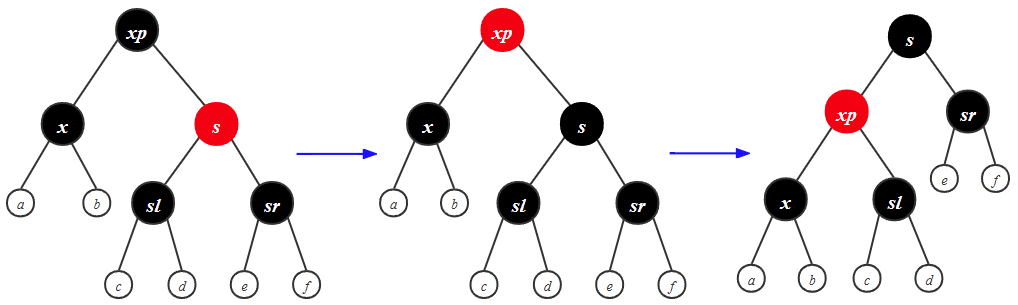 xp xp s
x s x s xp sr
a b sl sr a b sl sr x sl e f
c d e f c d e f a b c d